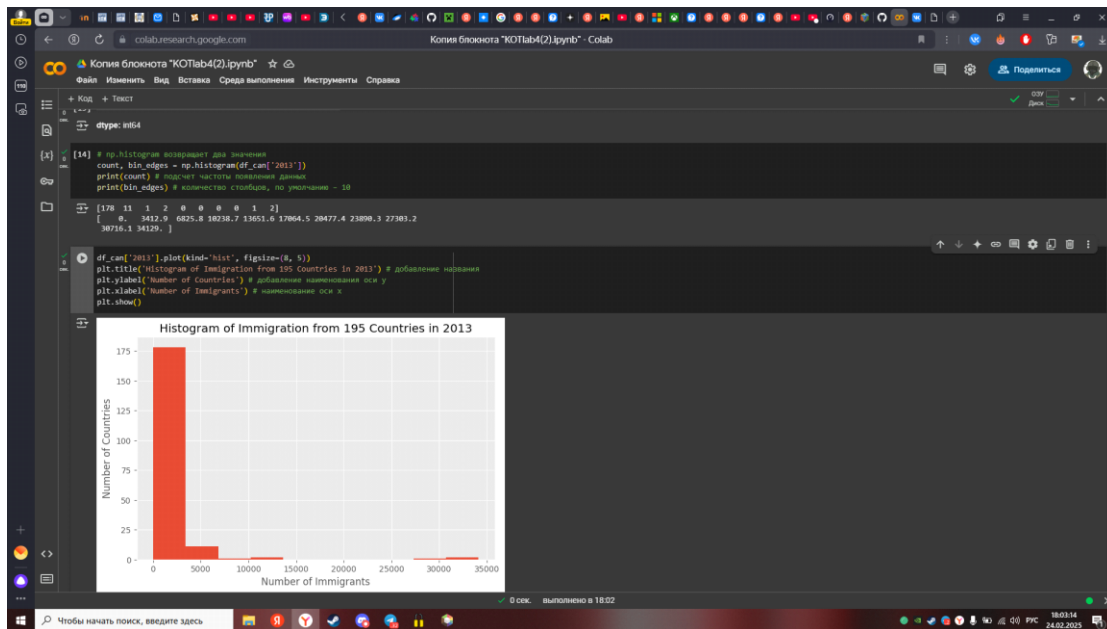 Войти
colab.research.google.com
Копия блокнота "KOTlab4(2).ipynb" - Colab
Копия блокнота "KOTlab4(2).ipynb"
Файл Изменить Вид Вставка Среда выполнения Инструменты Справка
Поделиться
+ Код + Текст
ОЗУ
Диск
dtype: int64
[14] # np.histogram возвращает два значения
count, bin_edges = np.histogram(df_can['2013'])
print(count) # подсчет частоты появления данных
print(bin_edges) # количество столбцов, по умолчанию – 10
[178 11 1 2 0 0 0 0 1 2]
[ 0. 3412.9 6825.8 10238.7 13651.6 17064.5 20477.4 23890.3 27303.2
30716.1 34129. ]
df_can['2013'].plot(kind='hist', figsize=(8, 5))
plt.title('Histogram of Immigration from 195 Countries in 2013') # добавление названия
plt.ylabel('Number of Countries') # добавление наименования оси y
plt.xlabel('Number of Immigrants') # наименование оси x
plt.show()
Histogram of Immigration from 195 Countries in 2013
175
150
125
100
75
50
25
0
Number of Countries
0 5000 10000 15000 20000 25000 30000 35000
Number of Immigrants
0 сек. выполнено в 18:02
Чтобы начать поиск, введите здесь
РУС
18:03:14
24.02.2025